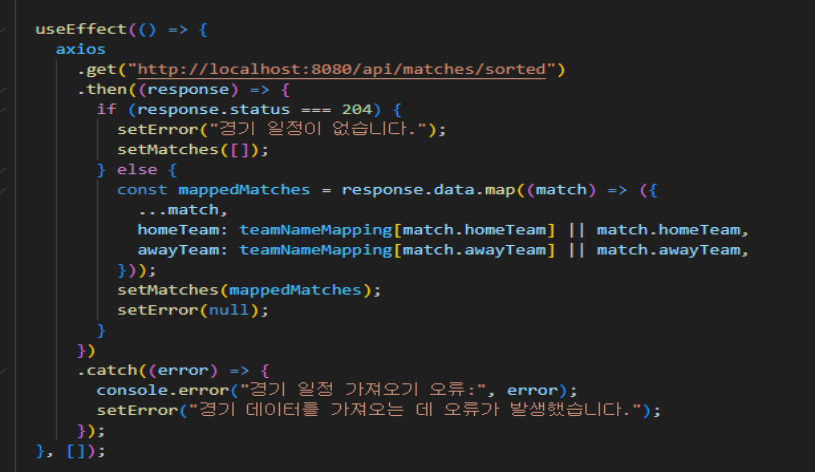 useEffect(() => {
axios
.get("http://localhost:8080/api/matches/sorted")
.then((response) => {
if (response.status === 204) {
setError("경기 일정이 없습니다.");
setMatches([]);
} else {
const mappedMatches = response.data.map((match) => ({
...match,
homeTeam: teamNameMapping[match.homeTeam] || match.homeTeam,
awayTeam: teamNameMapping[match.awayTeam] || match.awayTeam,
}));
setMatches(mappedMatches);
setError(null);
}
})
.catch((error) => {
console.error("경기 일정 가져오기 오류:", error);
setError("경기 데이터를 가져오는 데 오류가 발생했습니다.");
});
}, []);